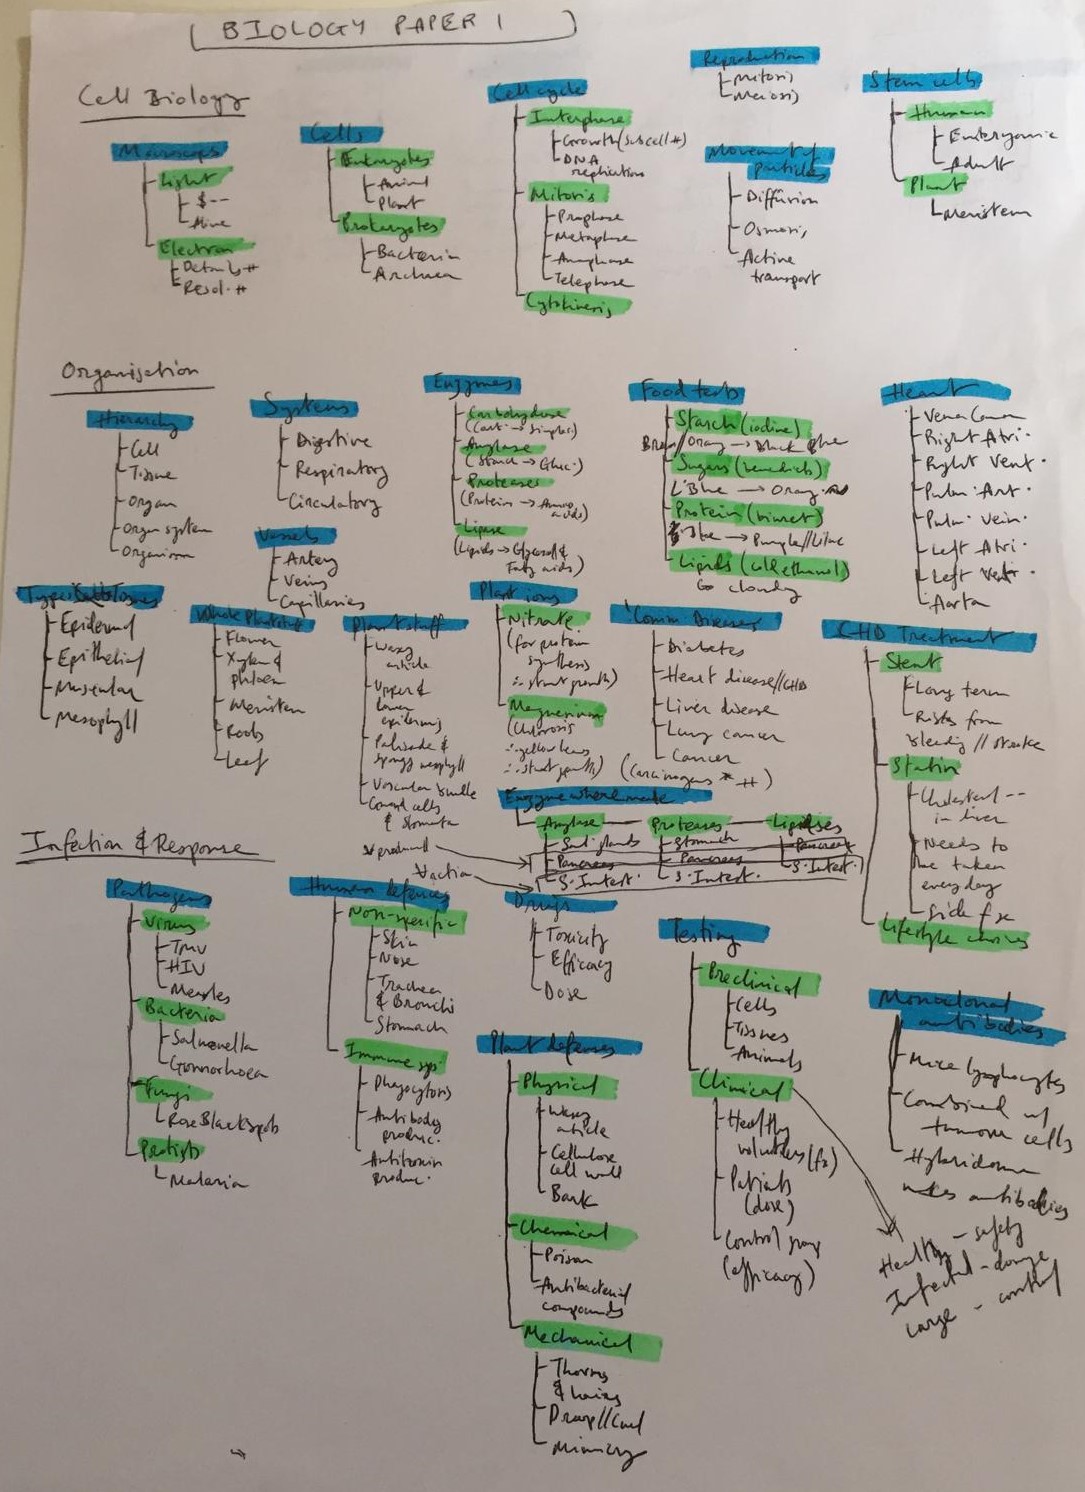 BIOLOGY PAPER 1
Cell Biology
Microscops
Light
$--
Alive
Electron
Details #
Resol. #
Cells
Eukaryotes
Animal
Plant
Prokaryotes
Bacteria
Archaea
Cell cycle
Interphase
Growth (subcell #)
DNA
replication
Mitosis
Prophase
Metaphase
Anaphase
Telephase
Cytokinesis
Reproduction
Mitosis
Meiosis
Movement of
particles
Diffusion
Osmosis
Active
transport
Stem cells
Human
Embryonic
Adult
Plant
Meristem
Organisation
Hierarchy
Cell
Tissue
Organ
Organ system
Organism
Systems
Digestive
Respiratory
Circulatory
Vessels
Artery
Veins
Capillaries
Enzymes
Carbohydrase
(Carb → Simples)
Amylase
(Starch → Gluc.)
Proteases
(Protein → Amino
acids)
Lipase
(Lipids → Glycerol &
Fatty acids)
Food tests
Starch (iodine)
Brown//Orang → Black blue
Sugars (benedicts)
Blue → Orang.
Protein (biuret)
Blue → Purple//Lilac
Lipids (cold ethanol)
Go cloudy
Heart
Vena Cava
Right Atri.
Right Vent.
Pulm. Art.
Pulm. Vein.
Left Atri.
Left Vent.
Aorta
Tissues
Epidermal
Epithelial
Muscular
Mesophyll
Whole Plant
Flower
Xylem &
phloem
Meristem
Roots
Leaf
Plant stuff
Waxy
cuticle
Upper &
lower
epidermis
Palisade &
spongy mesophyll
Vascular bundle
Guard cells
& Stomata
Plant ions
Nitrate
(for protein
synthesis
∴ stunt growth)
Magnesium
(Chlorosis
∴ yellow leaves
∴ stunt growth)
Comm Diseases
Diabetes
Heart disease//CHD
Liver disease
Lung cancer
Cancer
(Carcinogens * #)
CHD Treatment
Stent
Long term
Risks from
bleeding // stroke
Statin
Cholesterol --
in liver
Needs to
be taken
everyday
Side fx
Lifestyle choices
Enzyme where made
Amylase Proteases Lipases
Sal. glands Stomach Pancreas
Pancreas Pancreas S. Intest.
S. Intest. S. Intest.
produced
action
Infection & Response
Pathogens
Virus
TMV
HIV
Measles
Bacteria
Salmonella
Gonorrhoea
Fungi
Rose Black spots
Protists
Malaria
Human defences
Non-specific
Skin
Nose
Trachea
& Bronchi
Stomach
Immune sys.
Phagocytosis
Antibody
produc.
Antitoxin
produc.
Drugs
Toxicity
Efficacy
Dose
Plant defenses
Physical
Waxy
cuticle
Cellulose
cell wall
Bark
Chemical
Poison
Antibacterial
compounds
Mechanical
Thorns
& hairs
Droop//Curl
Mimicry
Testing
Preclinical
Cells
Tissues
Animals
Clinical
Healthy
volunteers (fx)
Patients
(dose)
Control group
(efficacy)
Monoclonal
antibodies
Mice lymphocytes
Combined w/
tumour cells
Hybridoma
makes antibodies
Healthy - safety
Infected - dosage
Large - control